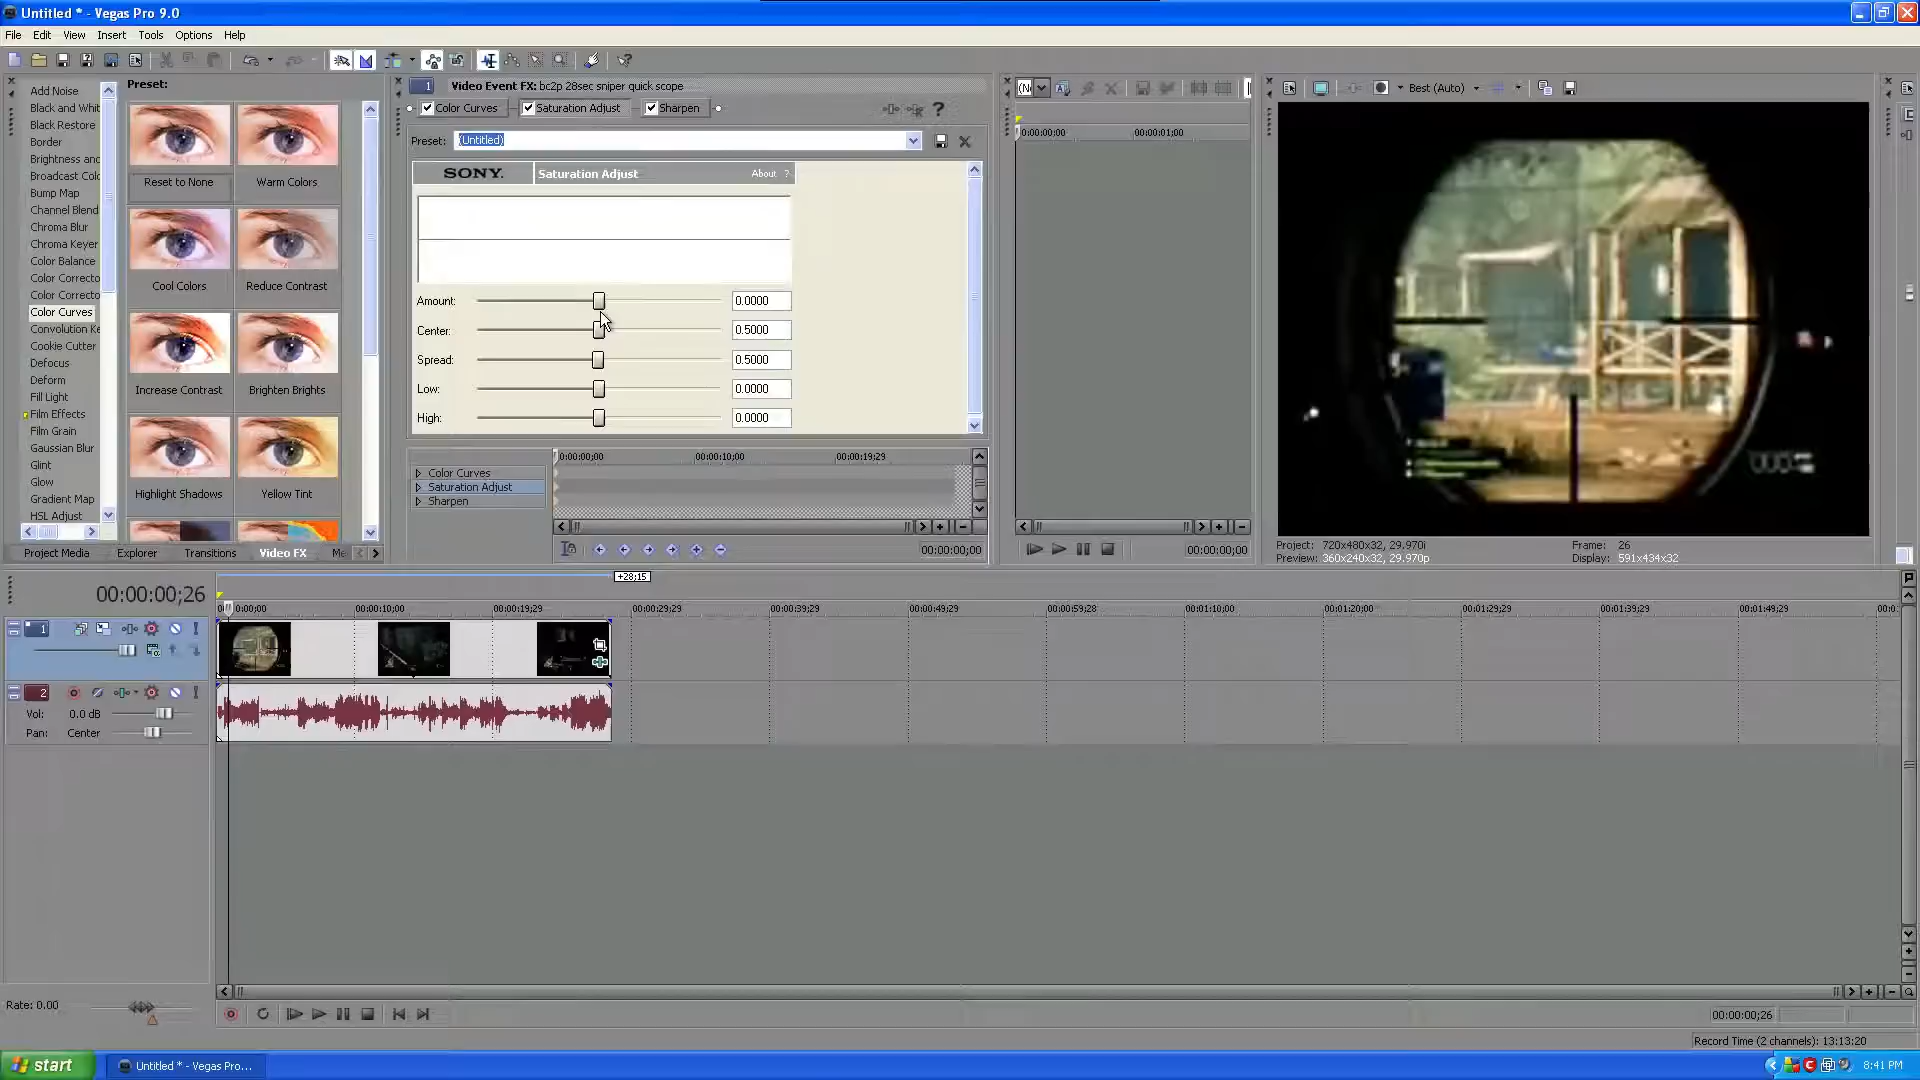 Untitled * - Vegas Pro 9.0
File Edit View Insert Tools Options Help
Add Noise
Black and Whit
Black Restore
Border
Brightness and
Broadcast Colo
Bump Map
Channel Blend
Chroma Blur
Chroma Keyer
Color Balance
Color Correcto
Color Correcto
Color Curves
Convolution Ke
Cookie Cutter
Defocus
Deform
Fill Light
Film Effects
Film Grain
Gaussian Blur
Glint
Glow
Gradient Map
HSL Adjust
Preset:
Reset to None
Warm Colors
Cool Colors
Reduce Contrast
Increase Contrast
Brighten Brights
Highlight Shadows
Yellow Tint
Project Media Explorer Transitions Video FX Me
1 Video Event FX: bc2p 28sec sniper quick scope
Color Curves Saturation Adjust Sharpen
Preset: (Untitled)
SONY. Saturation Adjust About ?
Amount: 0.0000
Center: 0.5000
Spread: 0.5000
Low: 0.0000
High: 0.0000
0:00:00;00 00:00:10;00 00:00:19;29
Color Curves
Saturation Adjust
Sharpen
00:00:00;00
0:00:00;00 00:00:01;00
00:00:00;00
Best (Auto)
Project: 720x480x32, 29.970i Frame: 26
Preview: 360x240x32, 29.970p Display: 591x434x32
00:00:00;26
+28;15
00:00:10;00 00:00:19;29 00:00:29;29 00:00:39;29 00:00:49;29 00:00:59;28 00:01:10;00 00:01:20;00 00:01:29;29 00:01:39;29 00:01:49;29
1
2
Vol: 0.0 dB
Pan: Center
Rate: 0.00
00:00:00;26
Record Time (2 channels): 13:13:20
start
Untitled * - Vegas Pro...
8:41 PM